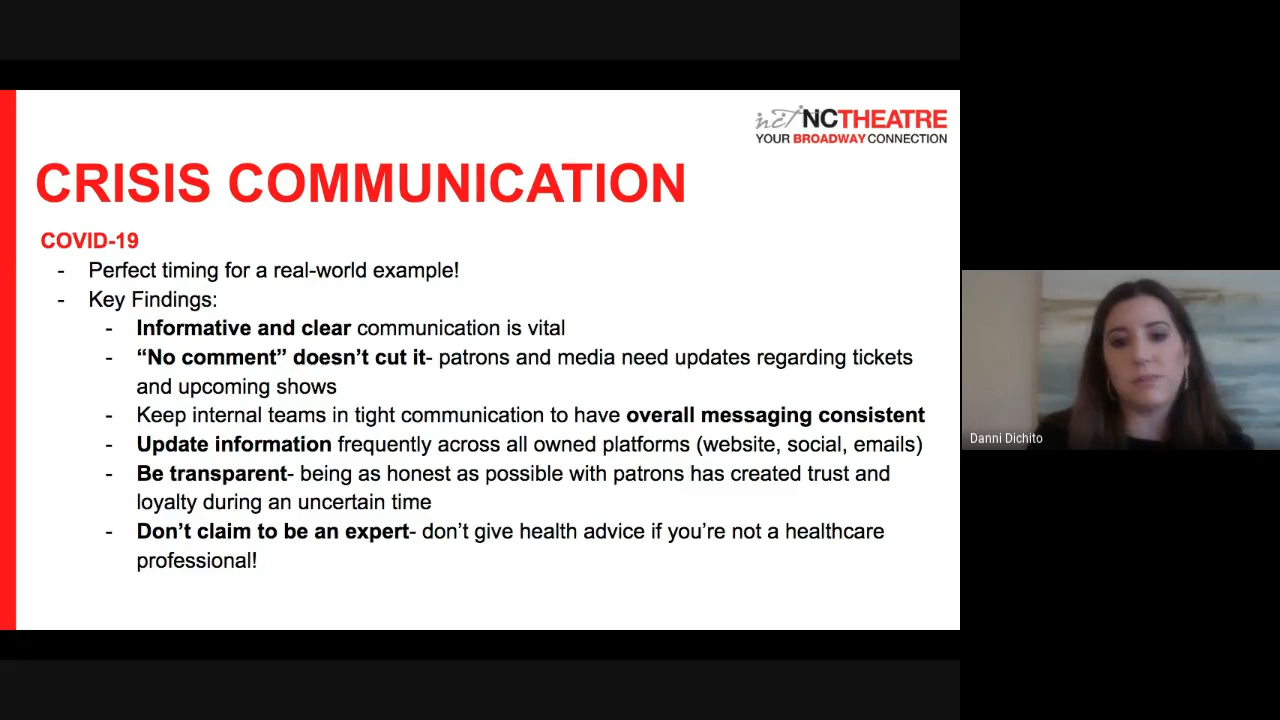 nct NCTHEATRE
YOUR BROADWAY CONNECTION
CRISIS COMMUNICATION
COVID-19
- Perfect timing for a real-world example!
- Key Findings:
- Informative and clear communication is vital
- “No comment” doesn’t cut it- patrons and media need updates regarding tickets
and upcoming shows
- Keep internal teams in tight communication to have overall messaging consistent
- Update information frequently across all owned platforms (website, social, emails)
- Be transparent- being as honest as possible with patrons has created trust and
loyalty during an uncertain time
- Don’t claim to be an expert- don’t give health advice if you’re not a healthcare
professional!
Danni Dichito